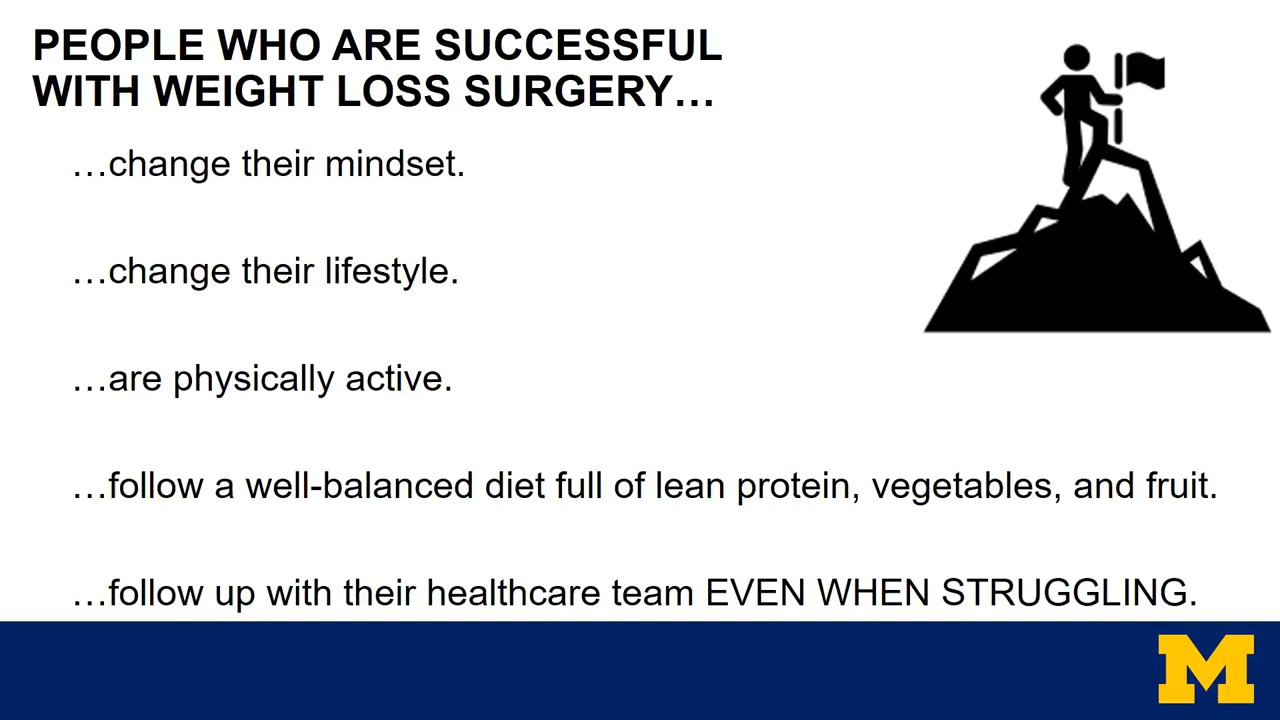 PEOPLE WHO ARE SUCCESSFUL
WITH WEIGHT LOSS SURGERY…
…change their mindset.
…change their lifestyle.
…are physically active.
…follow a well-balanced diet full of lean protein, vegetables, and fruit.
…follow up with their healthcare team EVEN WHEN STRUGGLING.
M